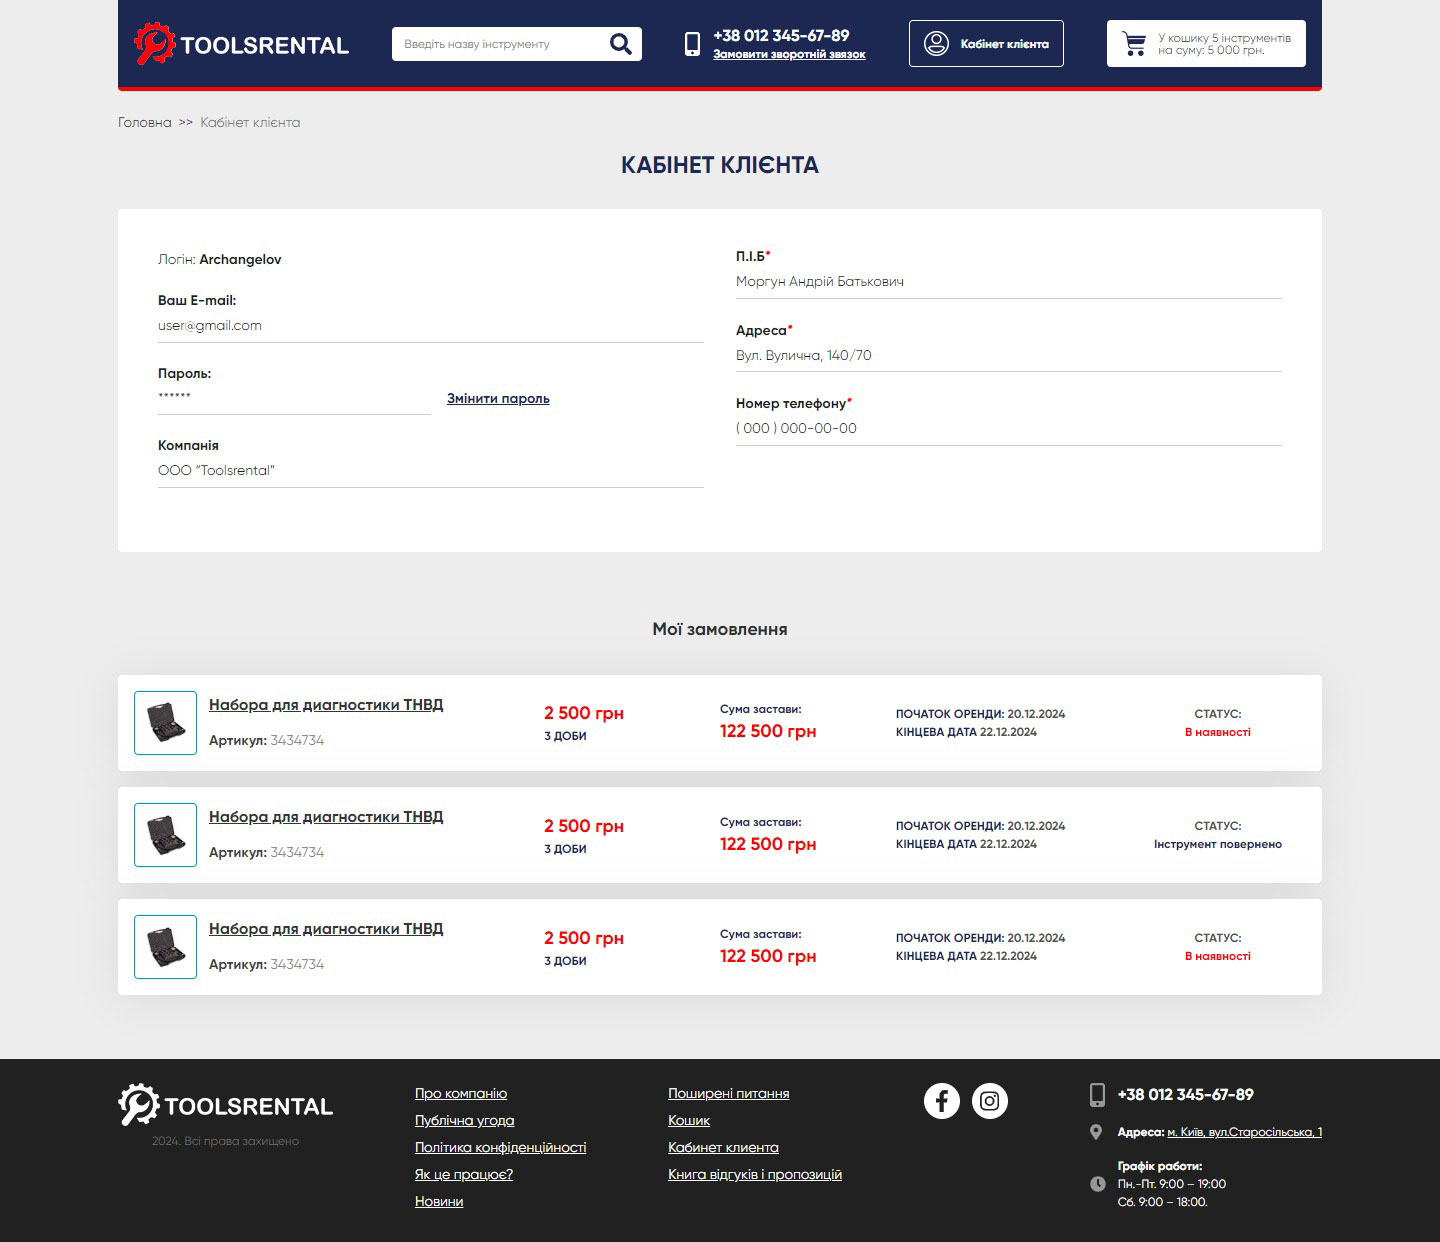 TOOLSRENTAL
Введіть назву інструменту
+38 012 345-67-89
Замовити зворотній звязок
Кабінет клієнта
У кошику 5 інструментів
на суму: 5 000 грн.
Головна >> Кабінет клієнта
КАБІНЕТ КЛІЄНТА
Логін: Archangelov
Ваш E-mail:
user@gmail.com
Пароль:
******
Змінити пароль
Компанія
ООО “Toolsrental”
П.І.Б*
Моргун Андрій Батькович
Адреса*
Вул. Вулична, 140/70
Номер телефону*
( 000 ) 000-00-00
Мої замовлення
Набора для диагностики ТНВД
Артикул: 3434734
2 500 грн
3 ДОБИ
Сума застави:
122 500 грн
ПОЧАТОК ОРЕНДИ: 20.12.2024
КІНЦЕВА ДАТА 22.12.2024
СТАТУС:
В наявності
Набора для диагностики ТНВД
Артикул: 3434734
2 500 грн
3 ДОБИ
Сума застави:
122 500 грн
ПОЧАТОК ОРЕНДИ: 20.12.2024
КІНЦЕВА ДАТА 22.12.2024
СТАТУС:
Інструмент повернено
Набора для диагностики ТНВД
Артикул: 3434734
2 500 грн
3 ДОБИ
Сума застави:
122 500 грн
ПОЧАТОК ОРЕНДИ: 20.12.2024
КІНЦЕВА ДАТА 22.12.2024
СТАТУС:
В наявності
TOOLSRENTAL
2024. Всі права захищено
Про компанію
Публічна угода
Політика конфіденційності
Як це працює?
Новини
Поширені питання
Кошик
Кабинет клиента
Книга відгуків і пропозицій
+38 012 345-67-89
Адреса: м. Київ, вул.Старосільська, 1
Графік работи:
Пн.-Пт. 9:00 – 19:00
Сб. 9:00 – 18:00.